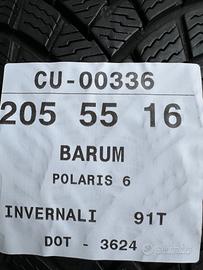 CU-00336
205 55 16
BARUM
POLARIS 6
INVERNALI 91T
DOT - 3624